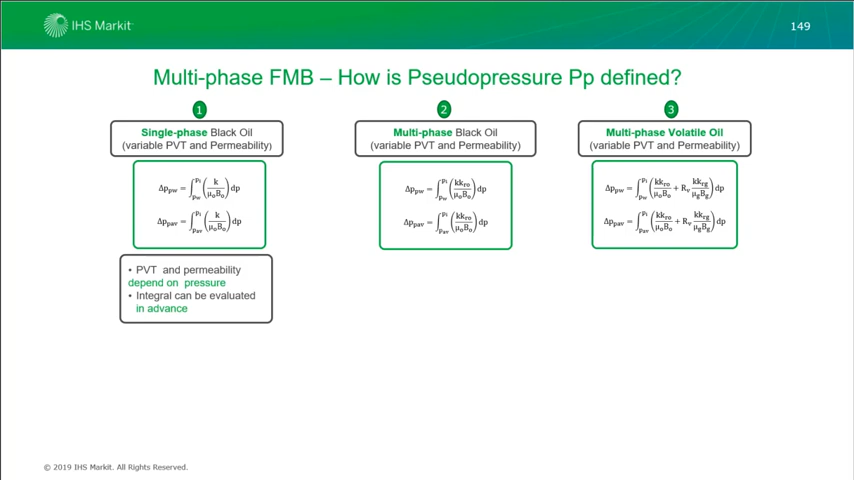 IHS Markit
149
Multi-phase FMB – How is Pseudopressure Pp defined?
1
Single-phase Black Oil
(variable PVT and Permeability)
Δp_pw = ∫_pw^pi (k / μ_oB_o) dp
Δp_pav = ∫_pav^pi (k / μ_oB_o) dp
• PVT and permeability
depend on pressure
• Integral can be evaluated
in advance
2
Multi-phase Black Oil
(variable PVT and Permeability)
Δp_pw = ∫_pw^pi (kk_ro / μ_oB_o) dp
Δp_pav = ∫_pav^pi (kk_ro / μ_oB_o) dp
3
Multi-phase Volatile Oil
(variable PVT and Permeability)
Δp_pw = ∫_pw^pi (kk_ro / μ_oB_o + R_v kk_rg / μ_gB_g) dp
Δp_pav = ∫_pav^pi (kk_ro / μ_oB_o + R_v kk_rg / μ_gB_g) dp
© 2019 IHS Markit. All Rights Reserved.